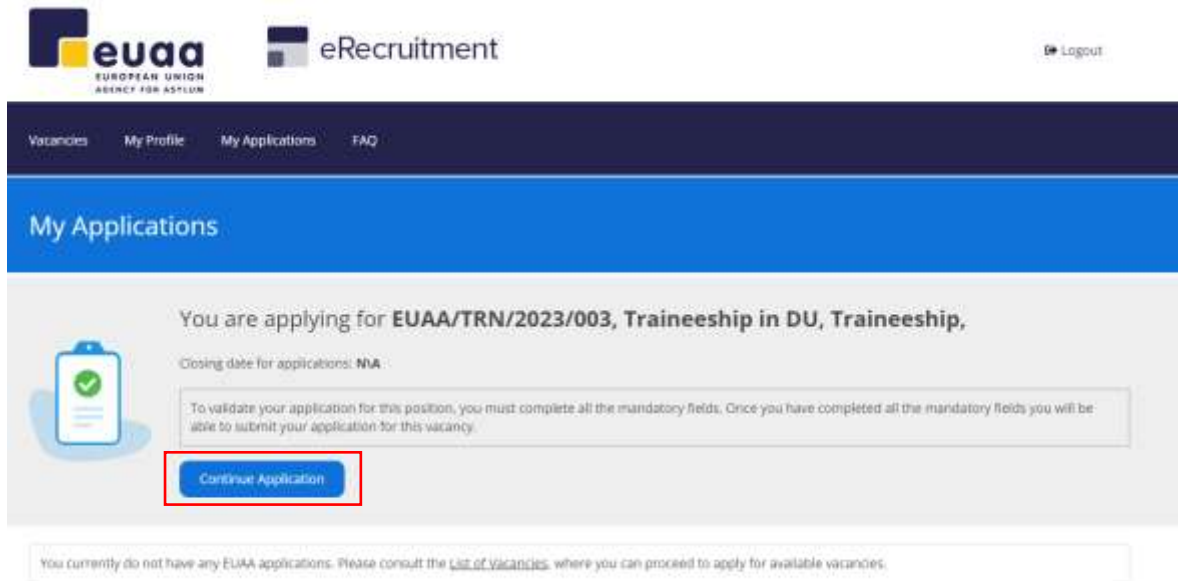 euaa
EUROPEAN UNION
AGENCY FOR ASYLUM
eRecruitment
Logout
Vacancies My Profile My Applications FAQ
My Applications
You are applying for EUAA/TRN/2023/003, Traineeship in DU, Traineeship,
Closing date for applications: N\A
To validate your application for this position, you must complete all the mandatory fields. Once you have completed all the mandatory fields you will be
able to submit your application for this vacancy.
Continue Application
You currently do not have any EUAA applications. Please consult the List of Vacancies, where you can proceed to apply for available vacancies.